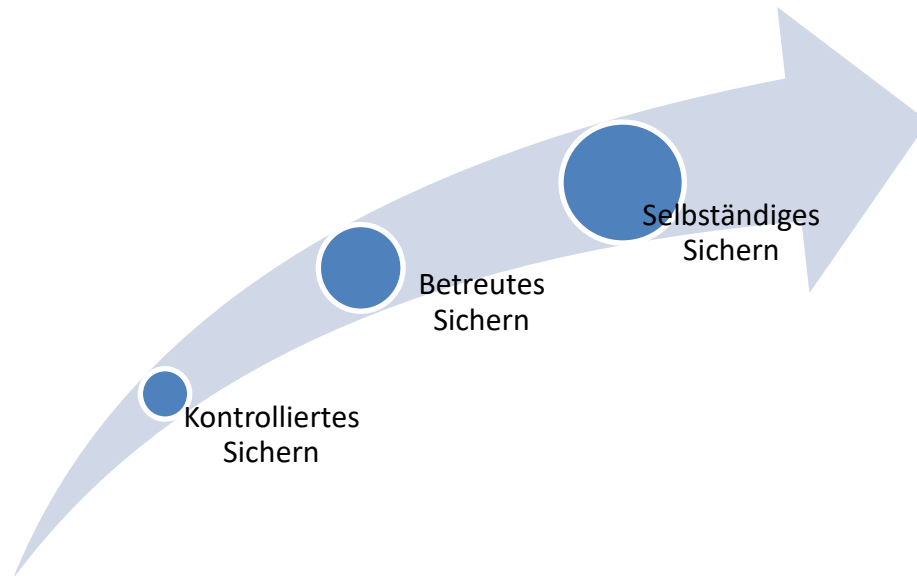 Kontrolliertes
Sichern
Betreutes
Sichern
Selbständiges
Sichern